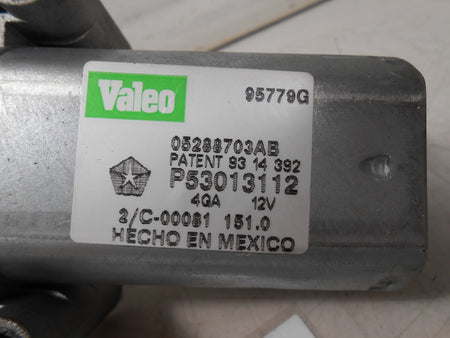 Valeo 95779G
05288703AB
PATENT 93 14 392
P53013112
4GA 12V
2/C-00081 151.0
HECHO EN MEXICO